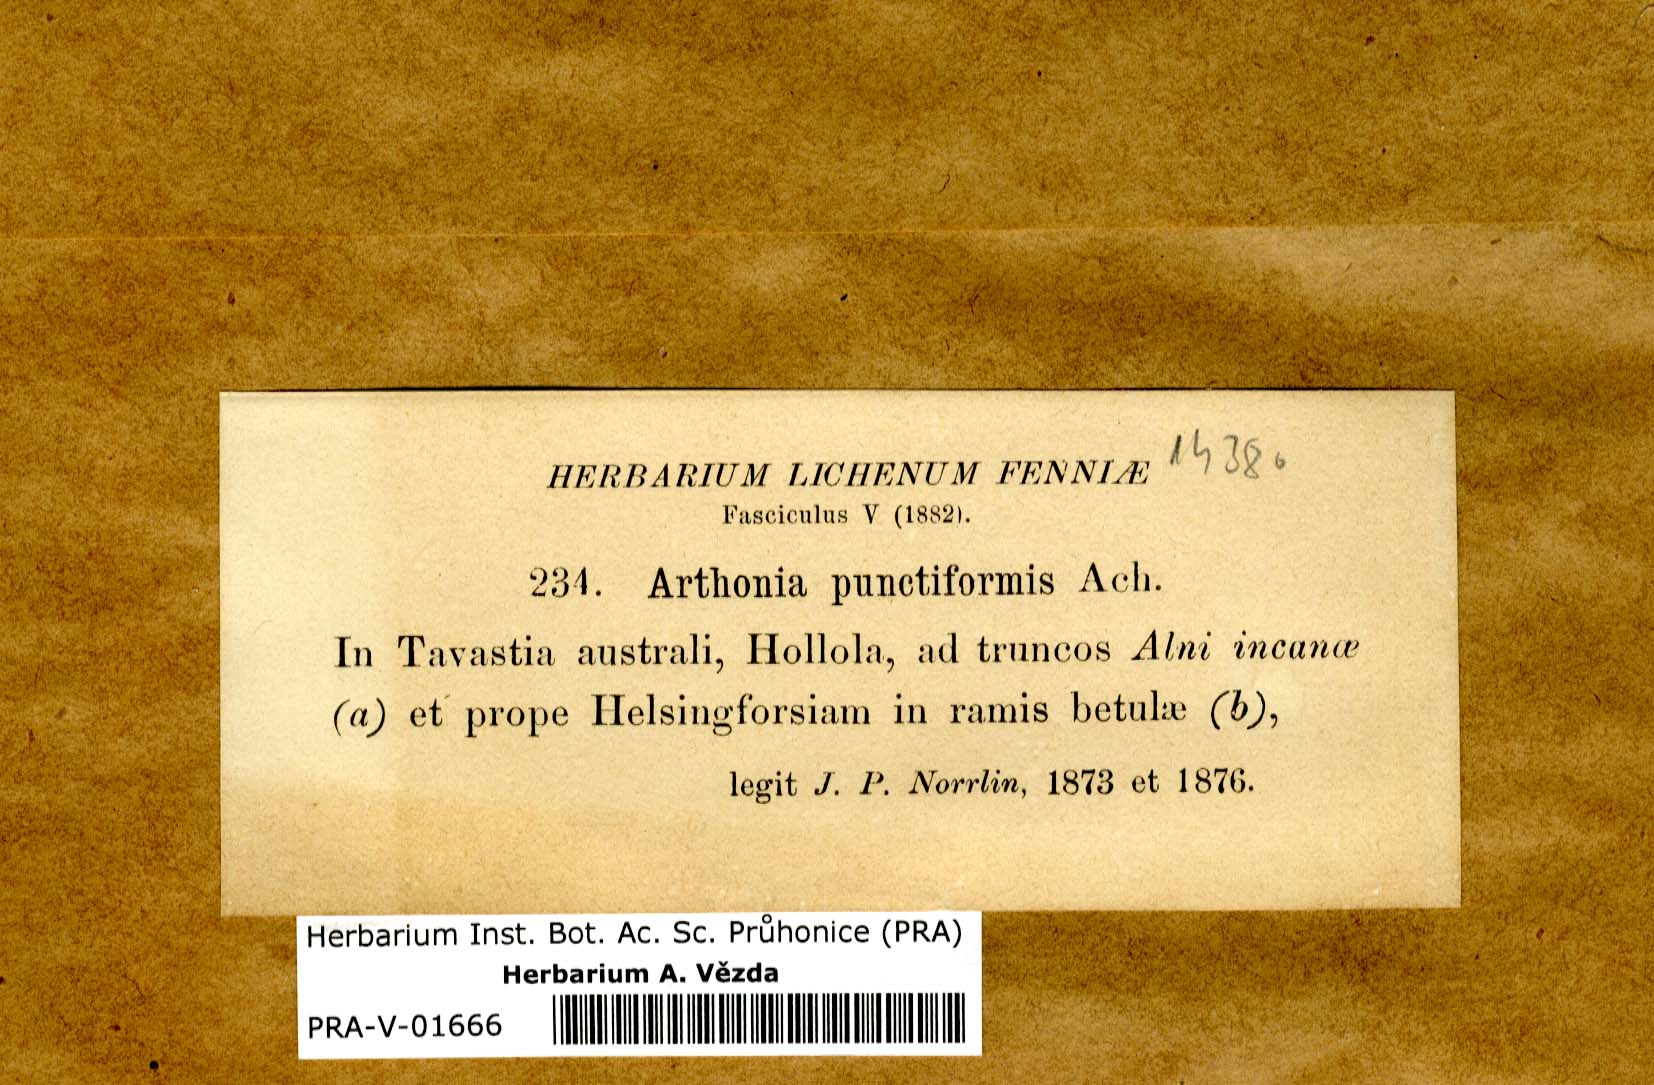 HERBARIUM LICHENUM FENNIÆ
Fasciculus V (1882).
231. Arthonia punctiformis Ach.
In Tavastia australi, Hollola, ad truncos Alni incanæ
(a) et prope Helsingforsiam in ramis betulæ (b),
legit J. P. Norrlin, 1873 et 1876.
Herbarium Inst. Bot. Ac. Sc. Průhonice (PRA)
Herbarium A. Vězda
PRA-V-01666